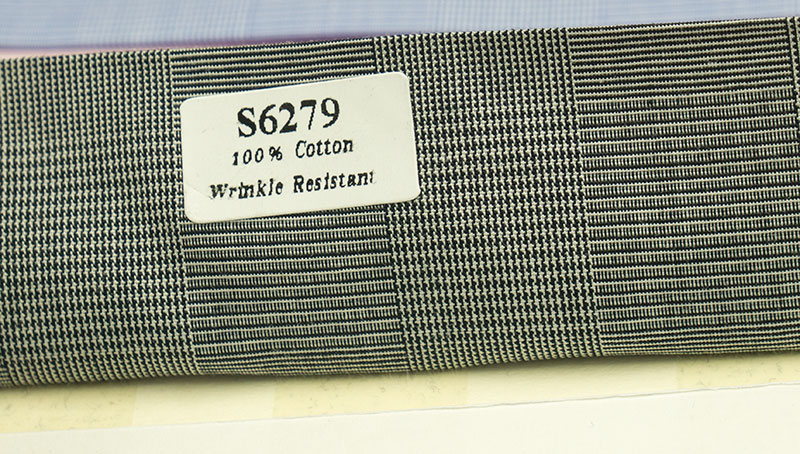 S6279
100% Cotton
Wrinkle Resistant